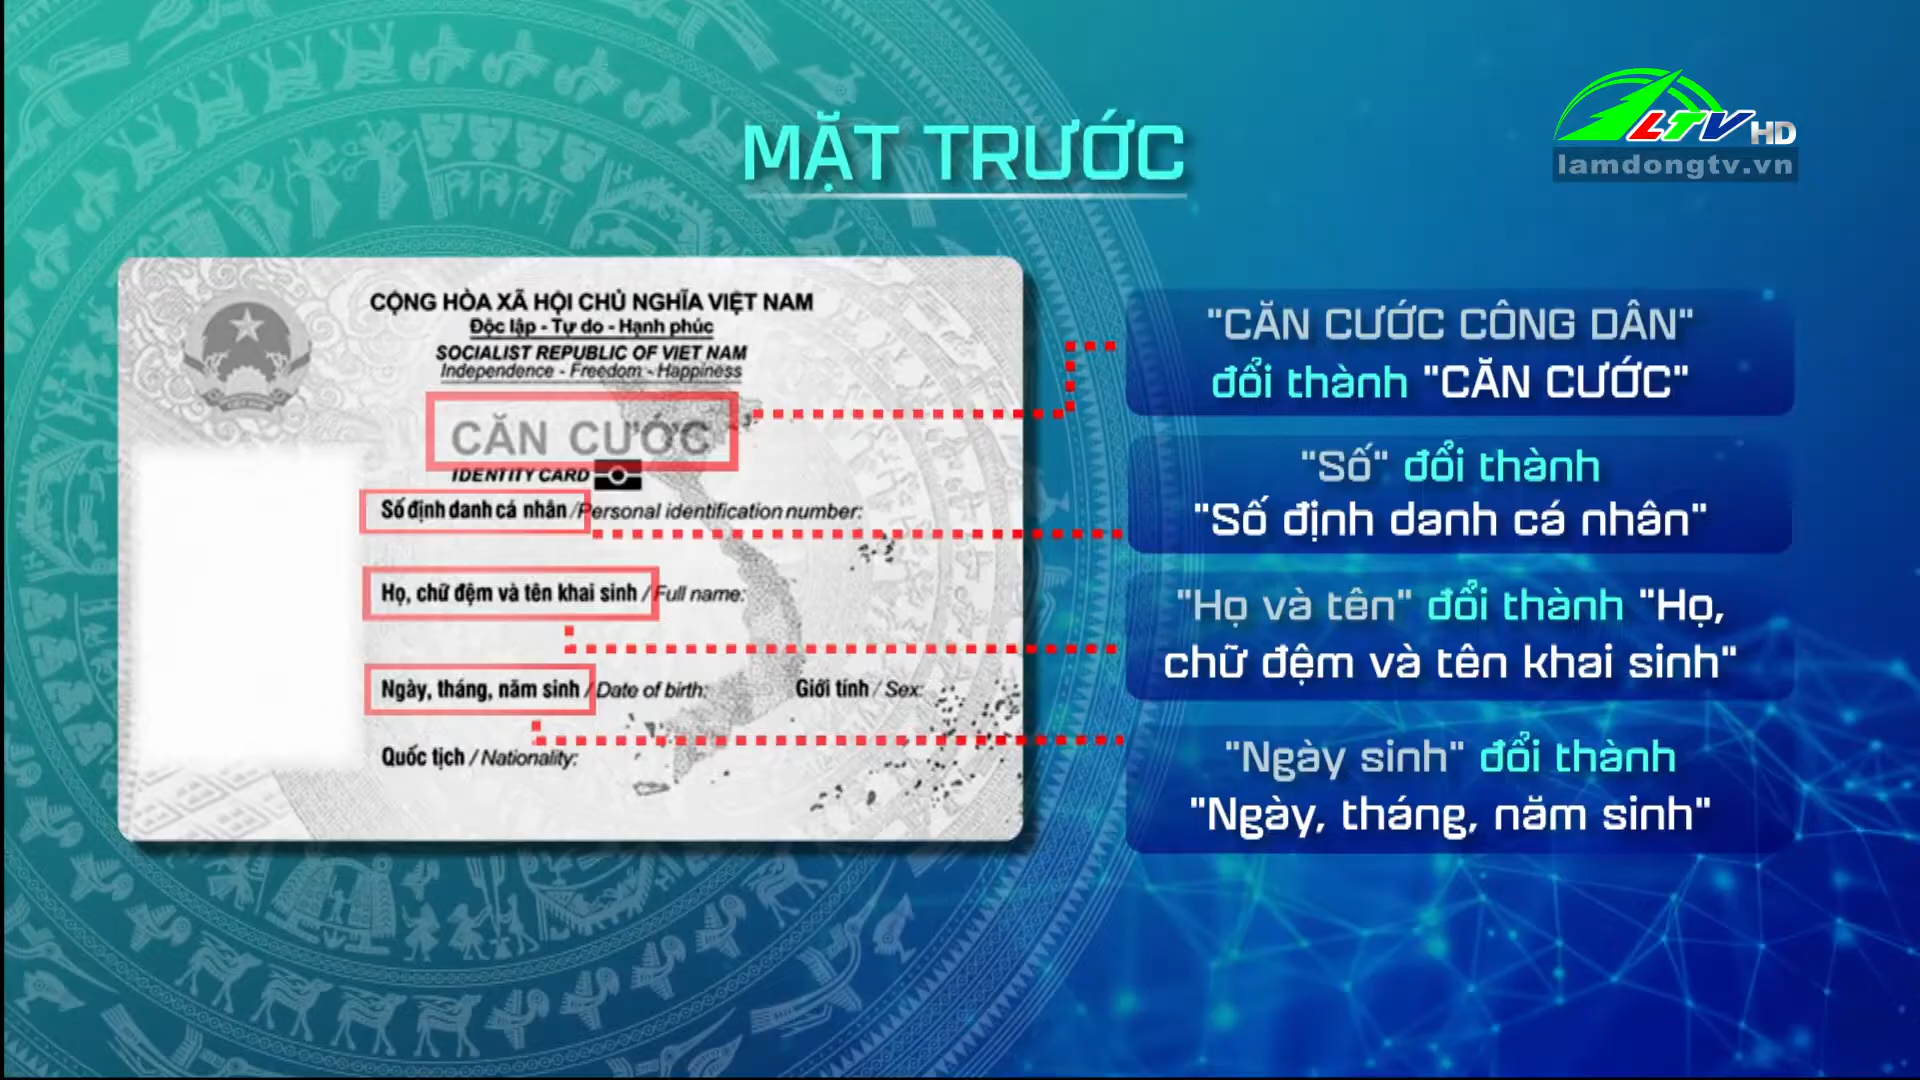 MẶT TRƯỚC
LTV HD
lamdongtv.vn
CỘNG HÒA XÃ HỘI CHỦ NGHĨA VIỆT NAM
Độc lập - Tự do - Hạnh phúc
SOCIALIST REPUBLIC OF VIET NAM
Independence - Freedom - Happiness
CĂN CƯỚC
IDENTITY CARD
Số định danh cá nhân / Personal identification number:
Họ, chữ đệm và tên khai sinh / Full name:
Ngày, tháng, năm sinh / Date of birth:
Giới tính / Sex:
Quốc tịch / Nationality:
"CĂN CƯỚC CÔNG DÂN"
đổi thành "CĂN CƯỚC"
"Số" đổi thành
"Số định danh cá nhân"
"Họ và tên" đổi thành "Họ,
chữ đệm và tên khai sinh"
"Ngày sinh" đổi thành
"Ngày, tháng, năm sinh"